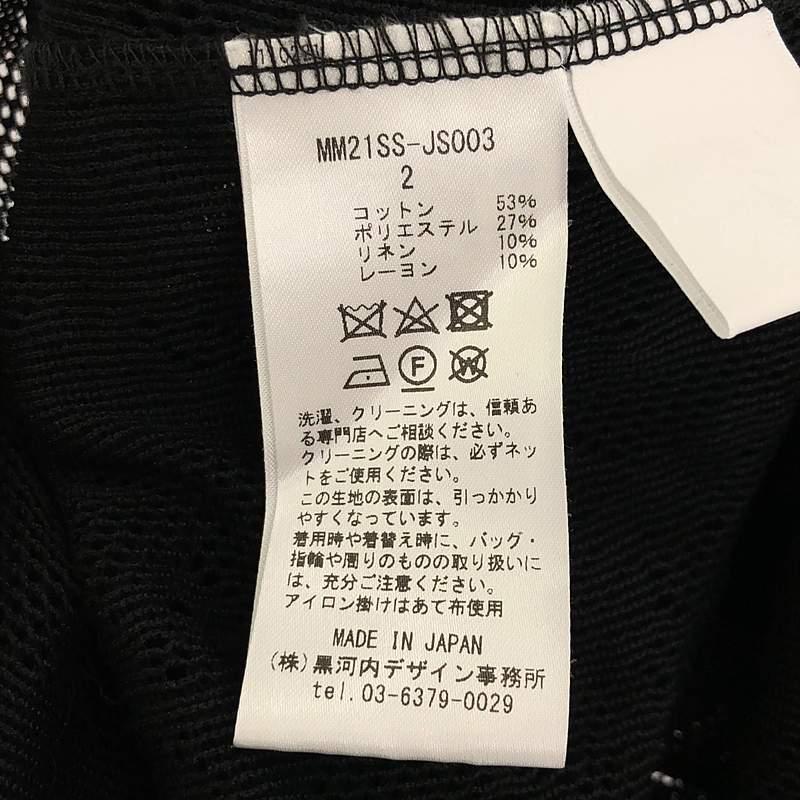 MM21SS-JS003
2
コットン 53%
ポリエステル 27%
リネン 10%
レーヨン 10%
F
W
洗濯、クリーニングは、信頼あ
る専門店へご相談ください。
クリーニングの際は、必ずネッ
トをご使用ください。
この生地の表面は、引っかかり
やすくなっています。
着用時や着替え時に、バッグ・
指輪や周りのものの取り扱いに
は、充分ご注意ください。
アイロン掛けはあて布使用
MADE IN JAPAN
(株)黒河内デザイン事務所
tel.03-6379-0029